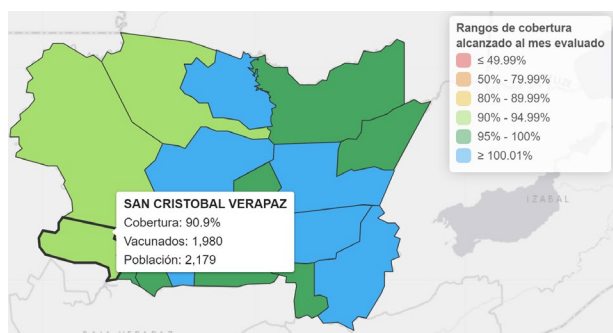 Rangos de cobertura
alcanzado al mes evaluado
≤ 49.99%
50% - 79.99%
80% - 89.99%
90% - 94.99%
95% - 100%
≥ 100.01%
SAN CRISTOBAL VERAPAZ
Cobertura: 90.9%
Vacunados: 1,980
Población: 2,179
IZABAL